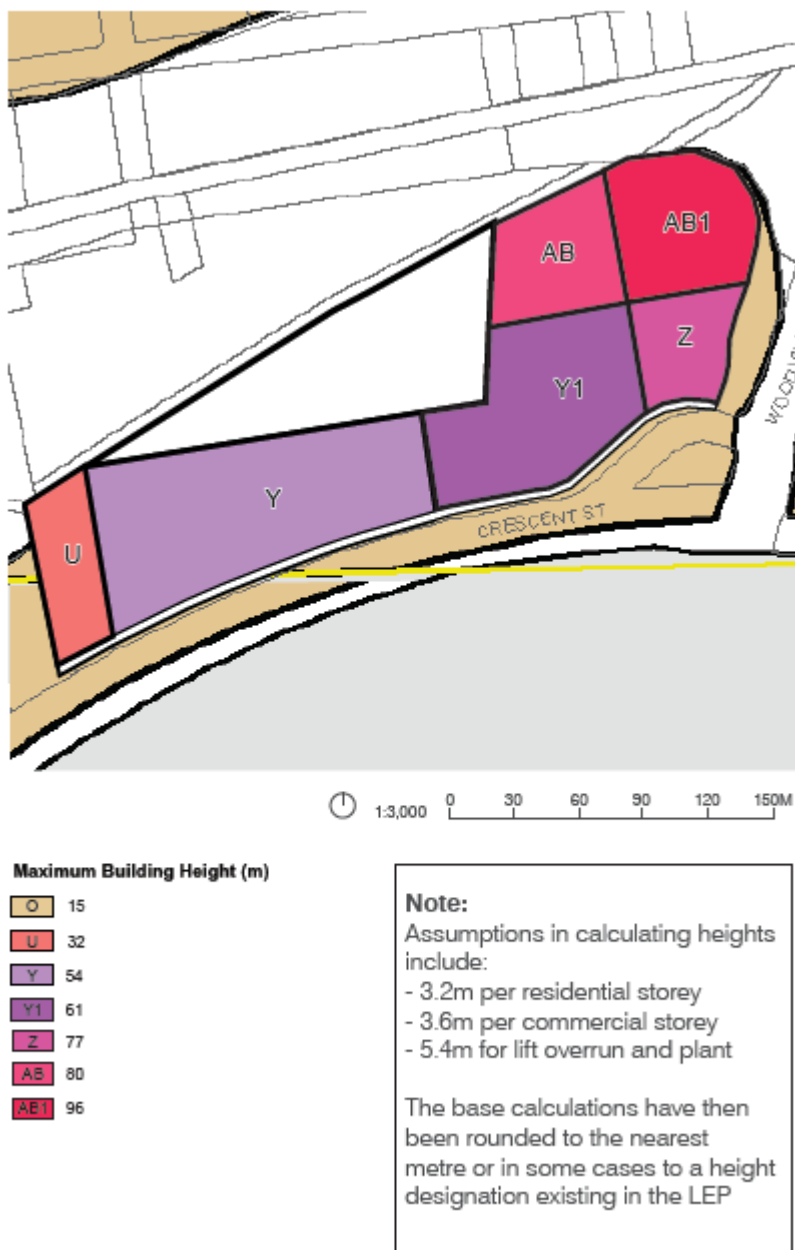 AB1
AB
Z
Y1
Y
CRESCENT ST
U
1:3,000 0 30 60 90 120 150M
Maximum Building Height (m)
O 15
U 32
Y 54
Y1 61
Z 77
AB 80
AB1 96
Note:
Assumptions in calculating heights
include:
- 3.2m per residential storey
- 3.6m per commercial storey
- 5.4m for lift overrun and plant
The base calculations have then
been rounded to the nearest
metre or in some cases to a height
designation existing in the LEP